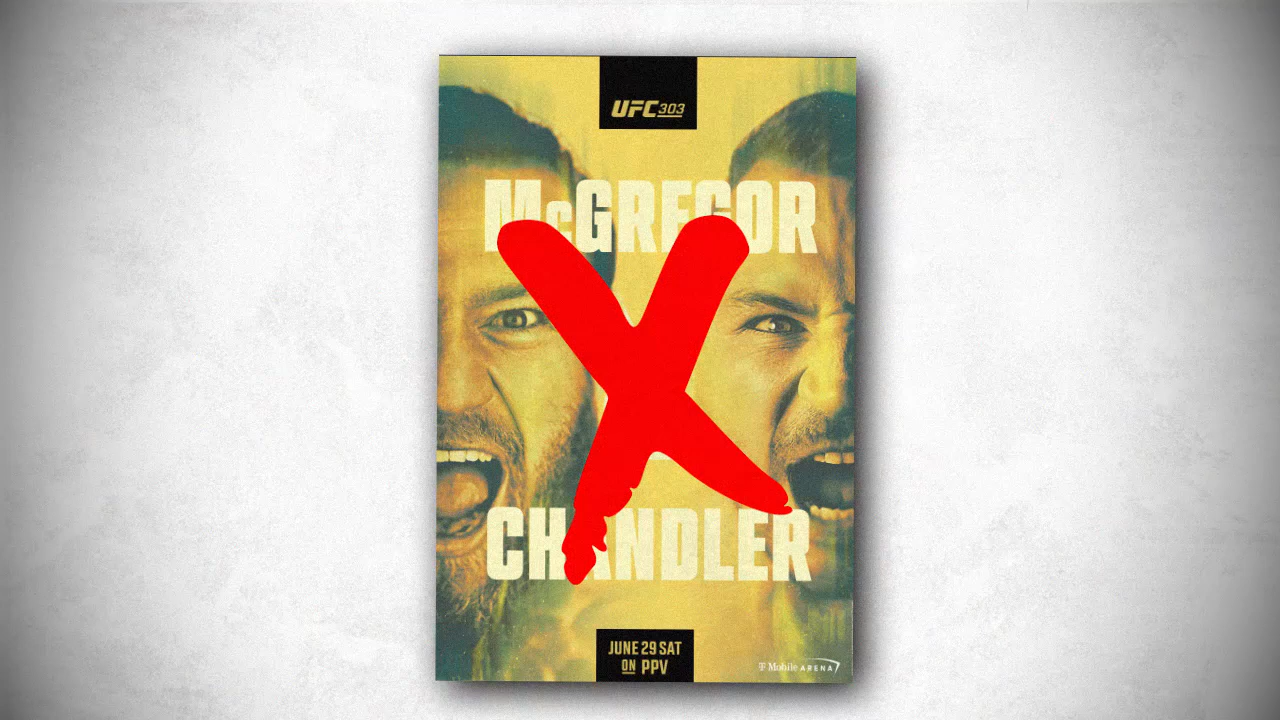 UFC 303
McGREGOR
CHANDLER
JUNE 29 SAT
ON PPV
T Mobile ARENA